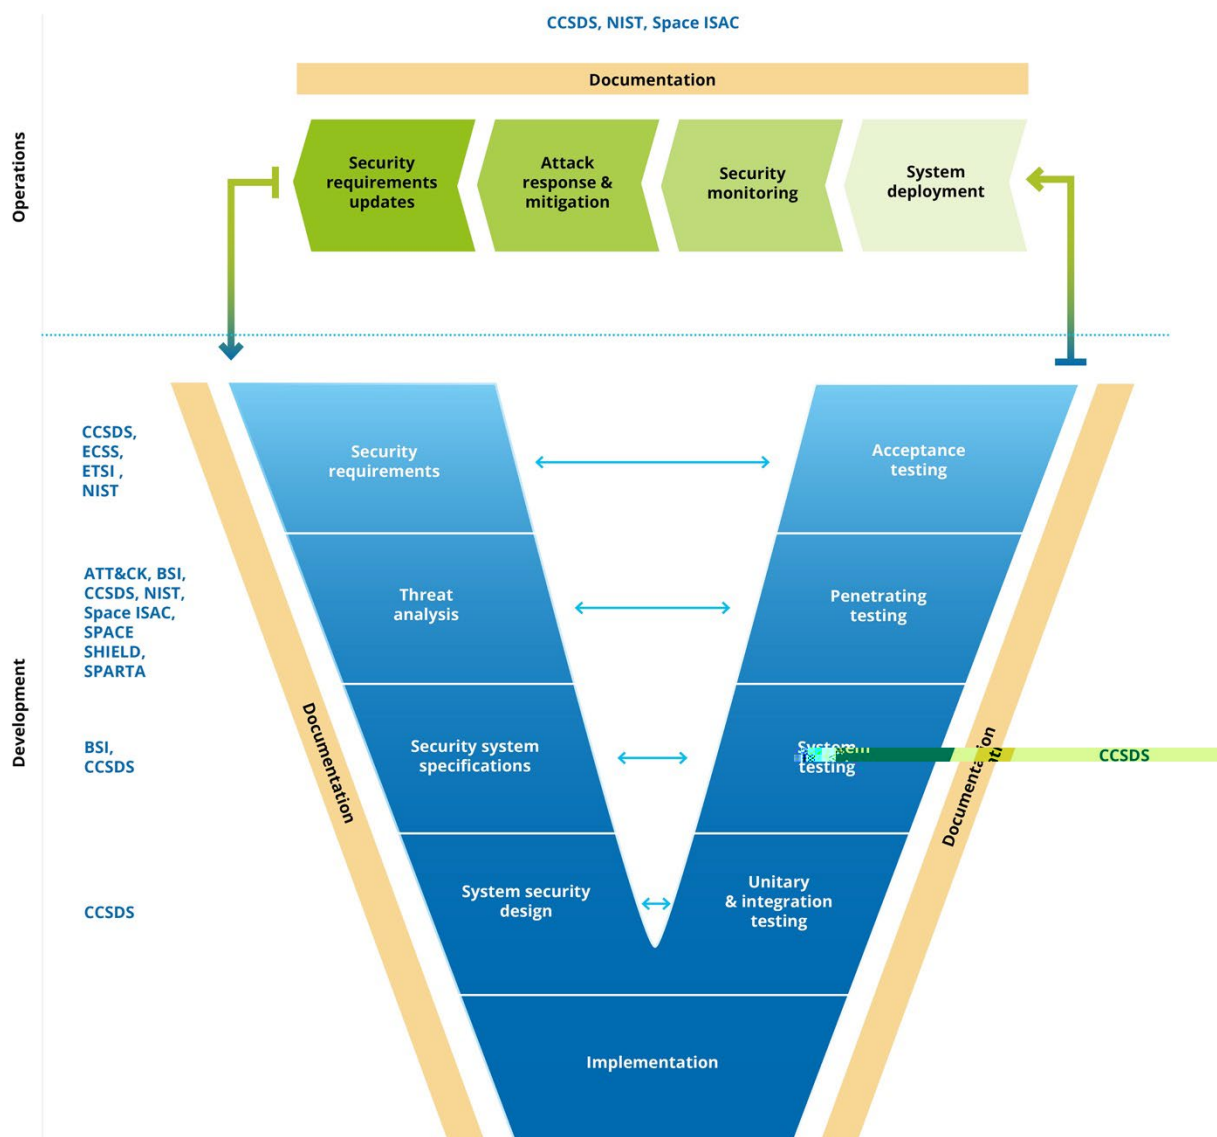 CCSDS, NIST, Space ISAC
Documentation
Operations
Security
requirements
updates
Attack
response &
mitigation
Security
monitoring
System
deployment
Development
CCSDS,
ECSS,
ETSI ,
NIST
Security
requirements
Acceptance
testing
ATT&CK, BSI,
CCSDS, NIST,
Space ISAC,
SPACE
SHIELD,
SPARTA
Threat
analysis
Penetrating
testing
Documentation
BSI,
CCSDS
Security system
specifications
System
testing
Documentation
CCSDS
CCSDS
System security
design
Unitary
& integration
testing
Implementation